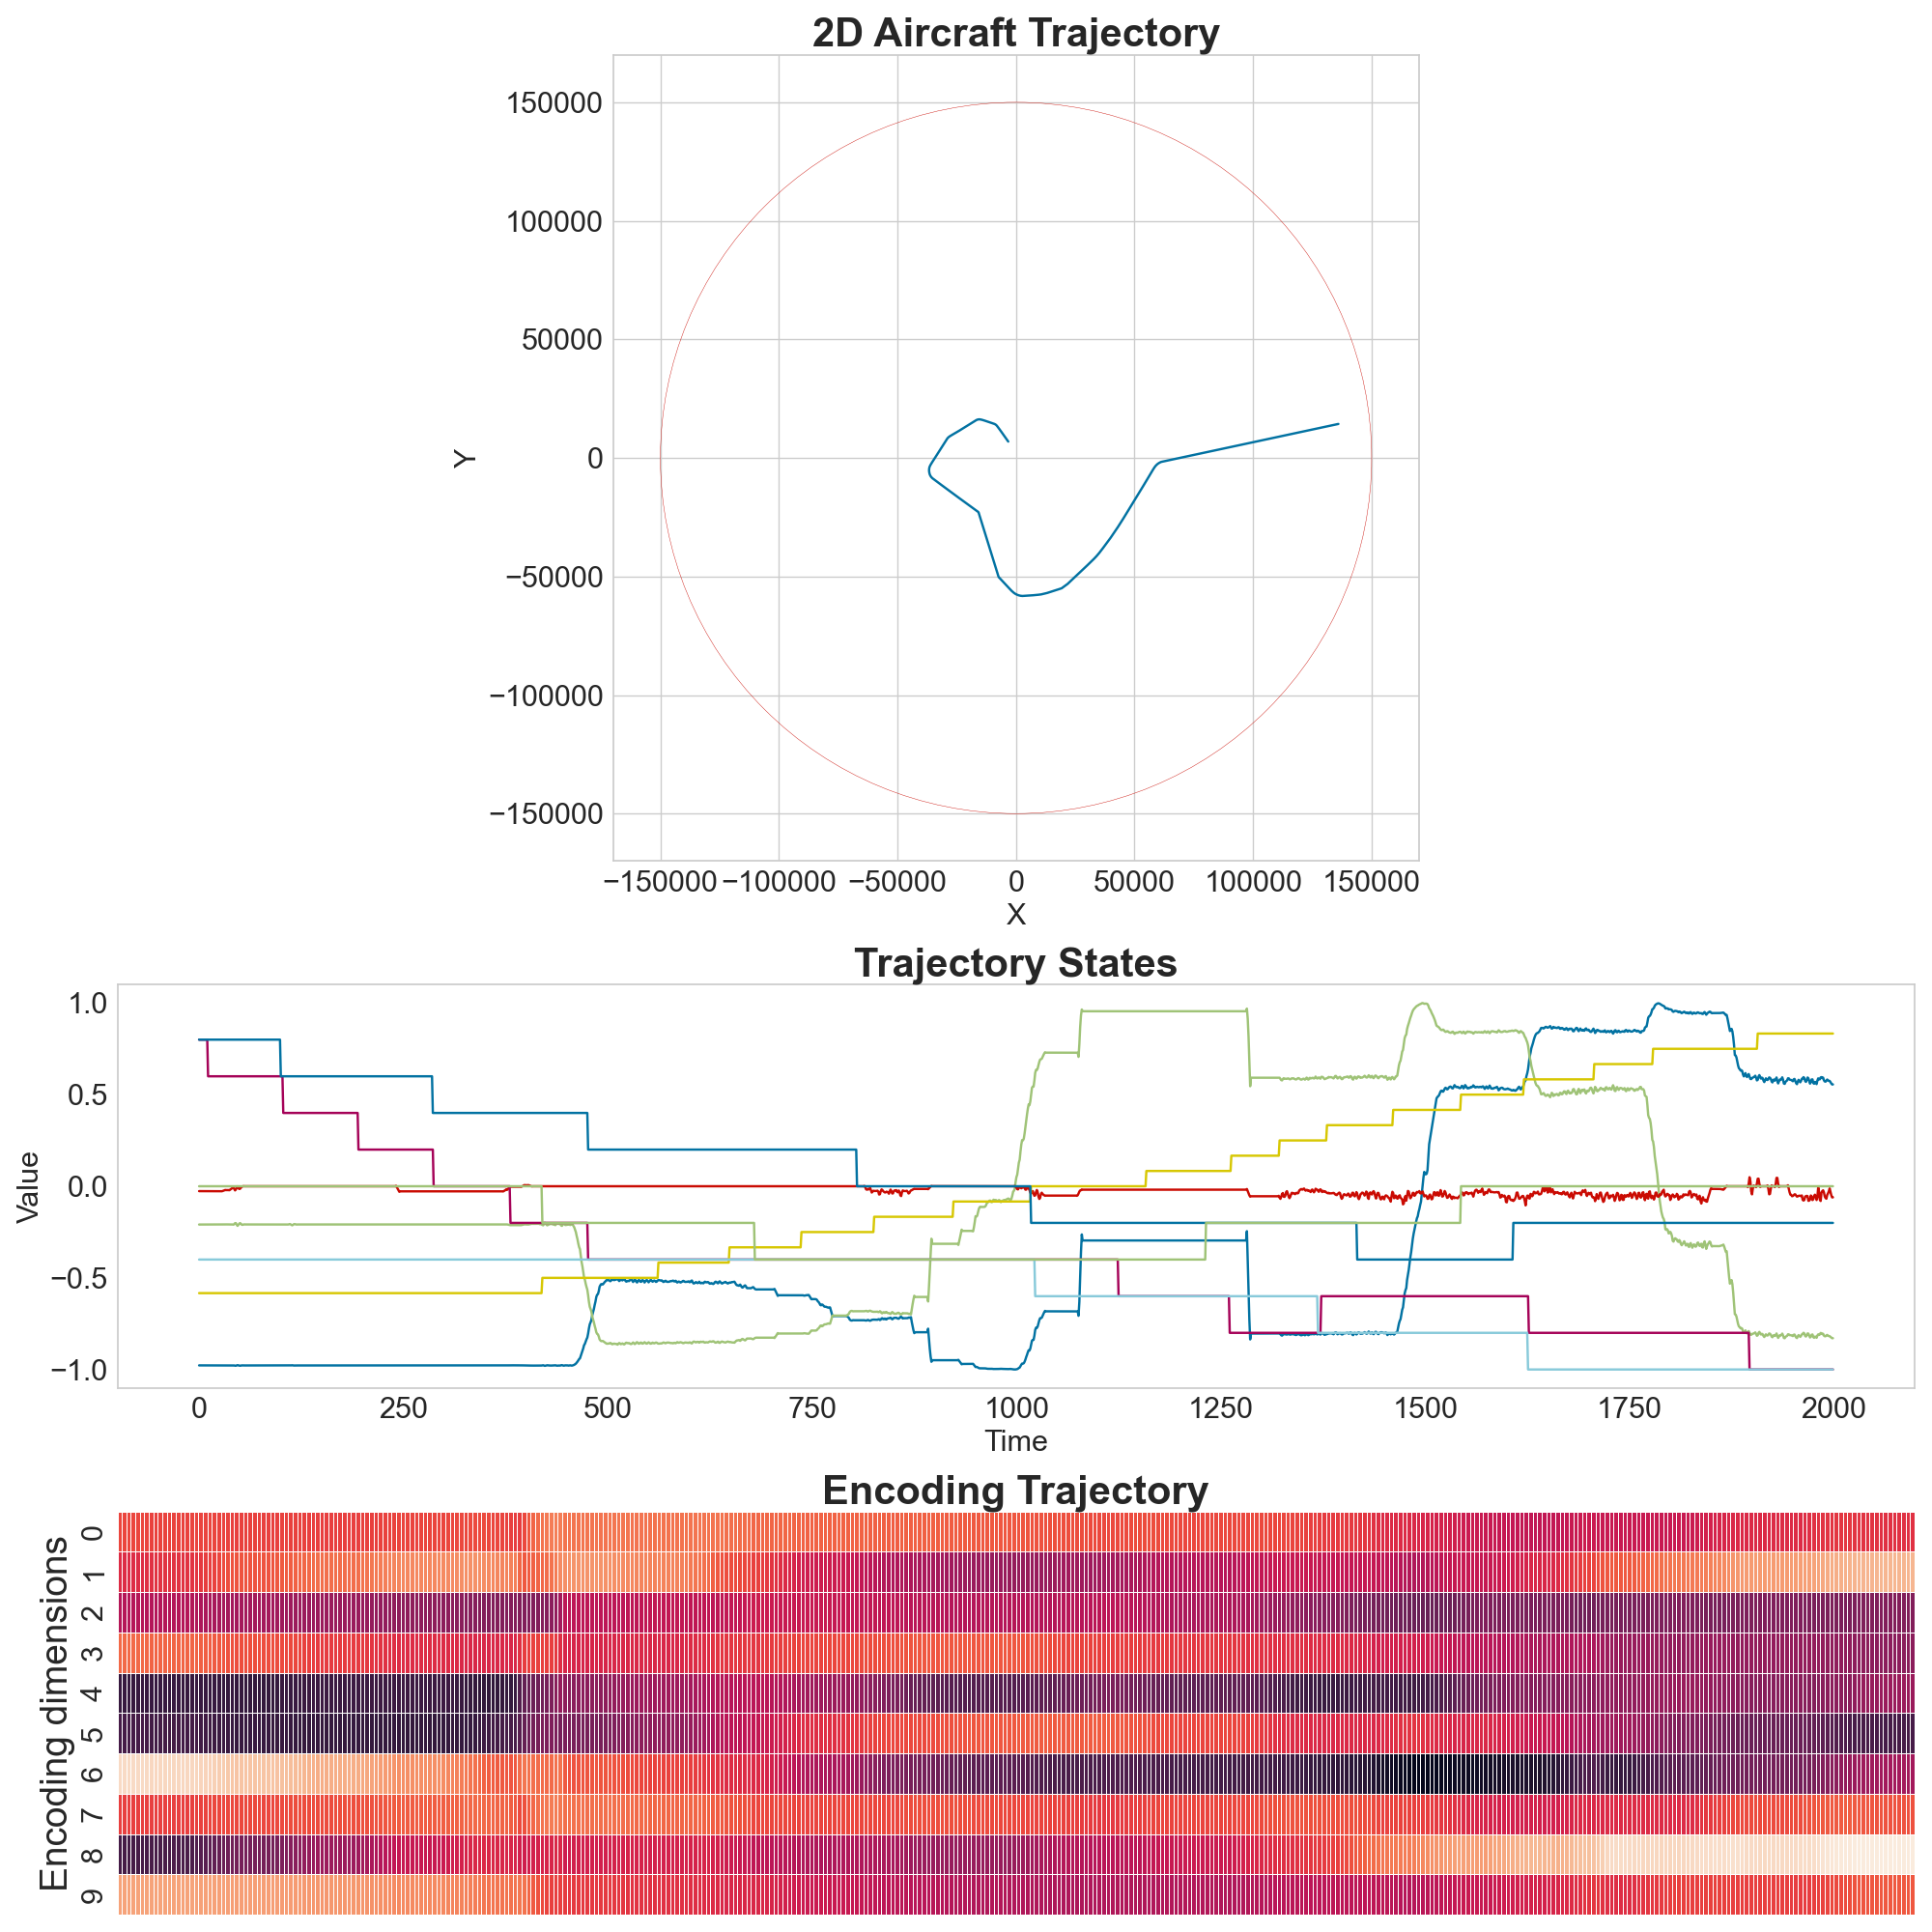 2D Aircraft Trajectory
150000
100000
50000
0
−50000
−100000
−150000
Y
−150000 −100000 −50000 0 50000 100000 150000
X
Trajectory States
1.0
0.5
0.0
−0.5
−1.0
Value
0 250 500 750 1000 1250 1500 1750 2000
Time
Encoding Trajectory
Encoding dimensions
0
1
2
3
4
5
6
7
8
9